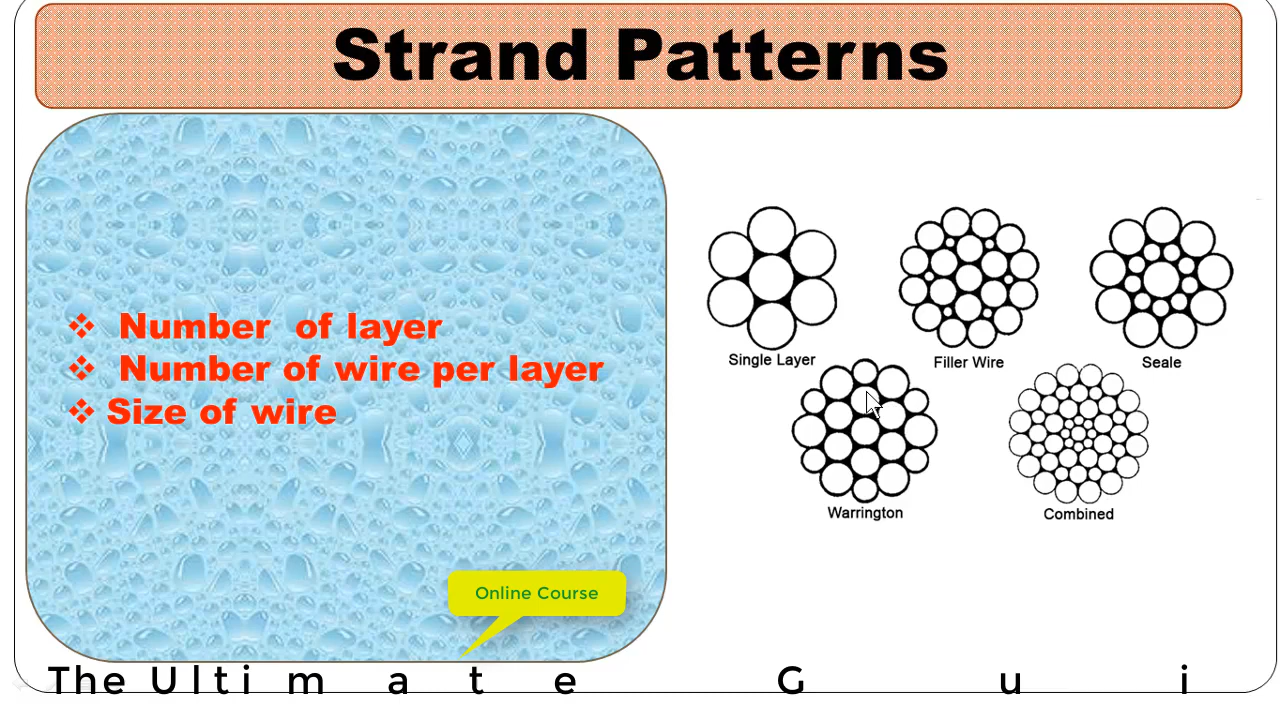 Strand Patterns
❖ Number of layer
❖ Number of wire per layer
❖ Size of wire
Single Layer
Filler Wire
Seale
Warrington
Combined
Online Course
The Ultimate Gui